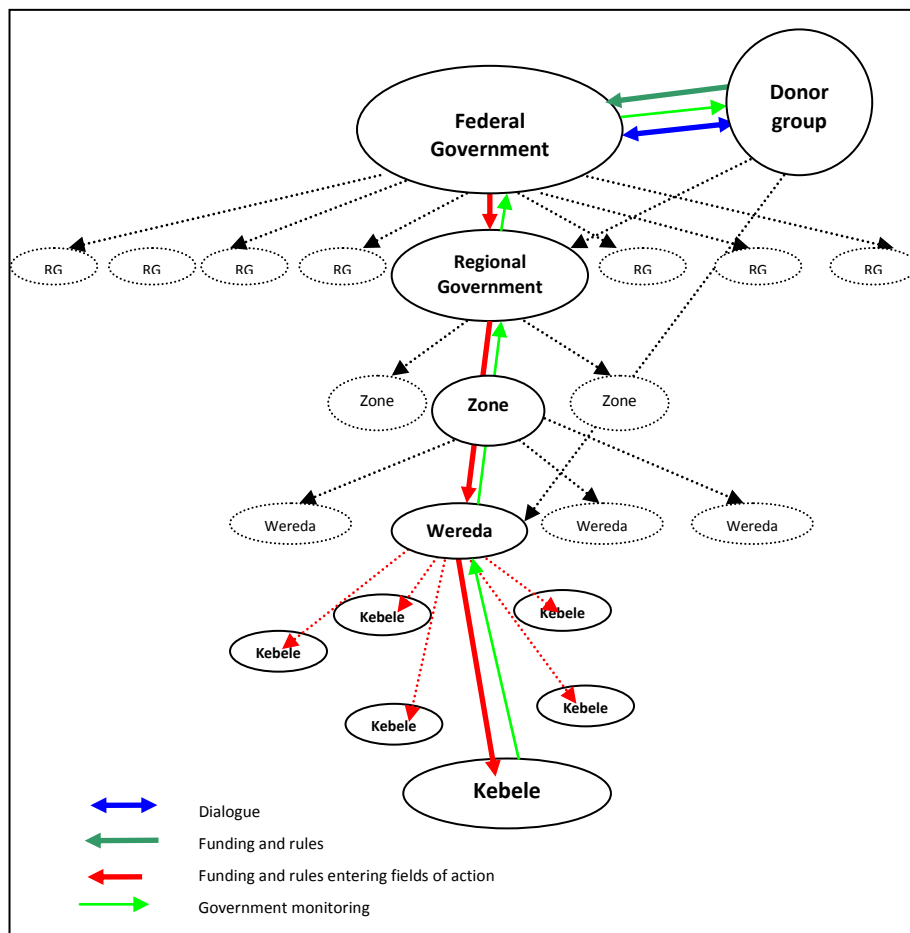 Donor
group
Federal
Government
RG
RG
RG
RG
Regional
Government
RG
RG
RG
Zone
Zone
Zone
Wereda
Wereda
Wereda
Wereda
Kebele
Kebele
Kebele
Kebele
Kebele
Kebele
Dialogue
Funding and rules
Funding and rules entering fields of action
Government monitoring